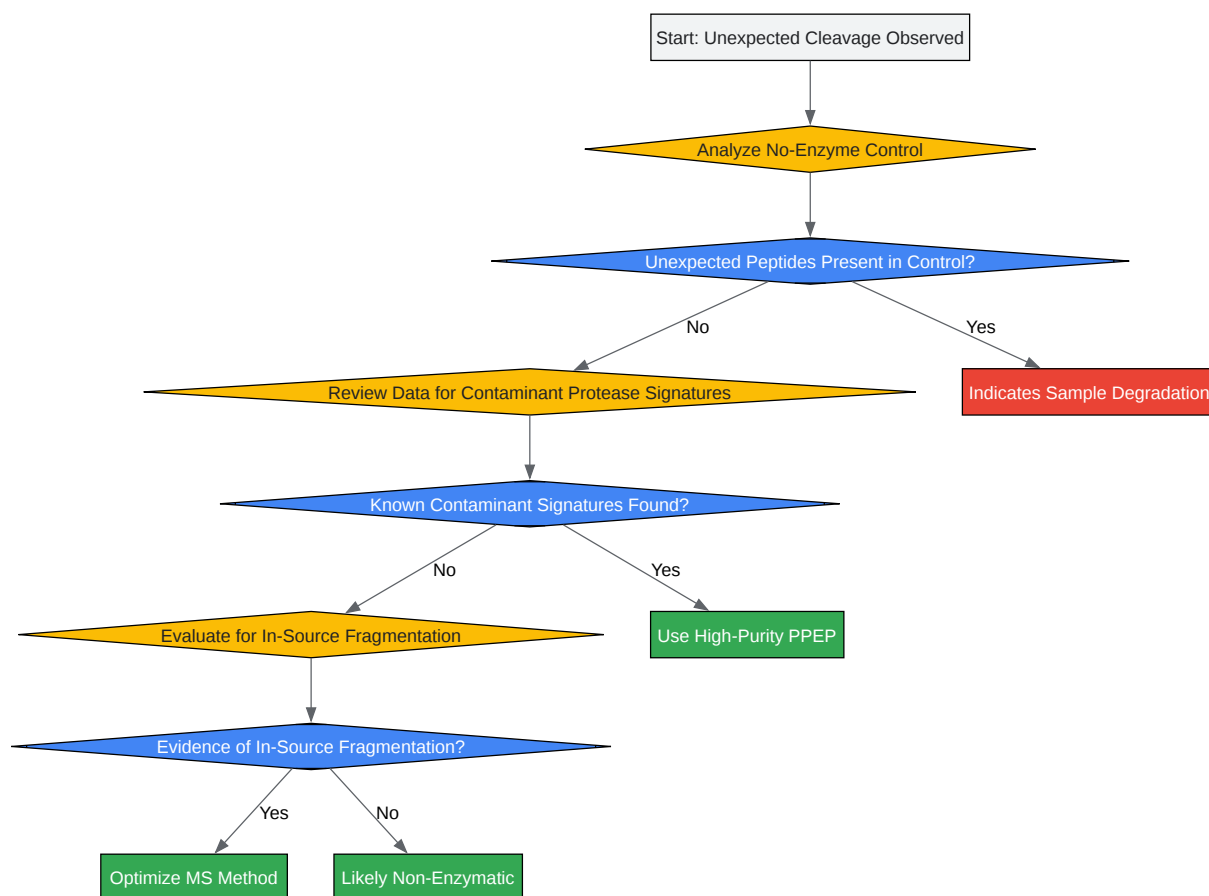 Start: Unexpected Cleavage Observed
Analyze No-Enzyme Control
Unexpected Peptides Present in Control?
No
Yes
Review Data for Contaminant Protease Signatures
Indicates Sample Degradation
Known Contaminant Signatures Found?
No
Yes
Evaluate for In-Source Fragmentation
Use High-Purity PPEP
Evidence of In-Source Fragmentation?
Yes
No
Optimize MS Method
Likely Non-Enzymatic